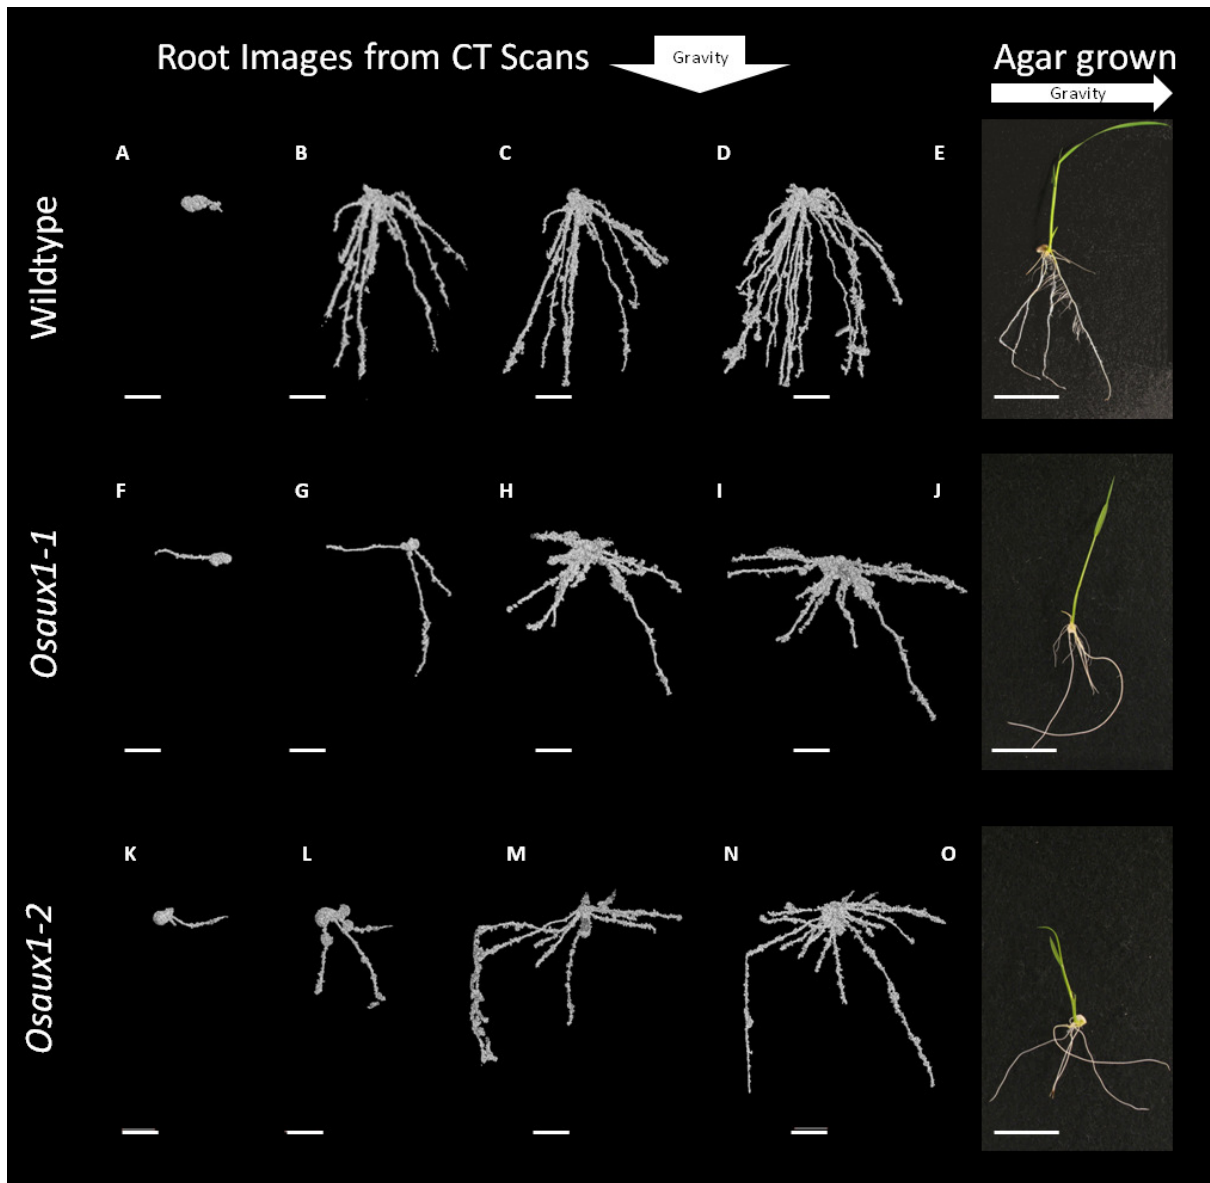 Root Images from CT Scans
Gravity
Agar grown
Gravity
A
B
C
D
E
Wildtype
F
G
H
I
J
Osaux1-1
K
L
M
N
O
Osaux1-2